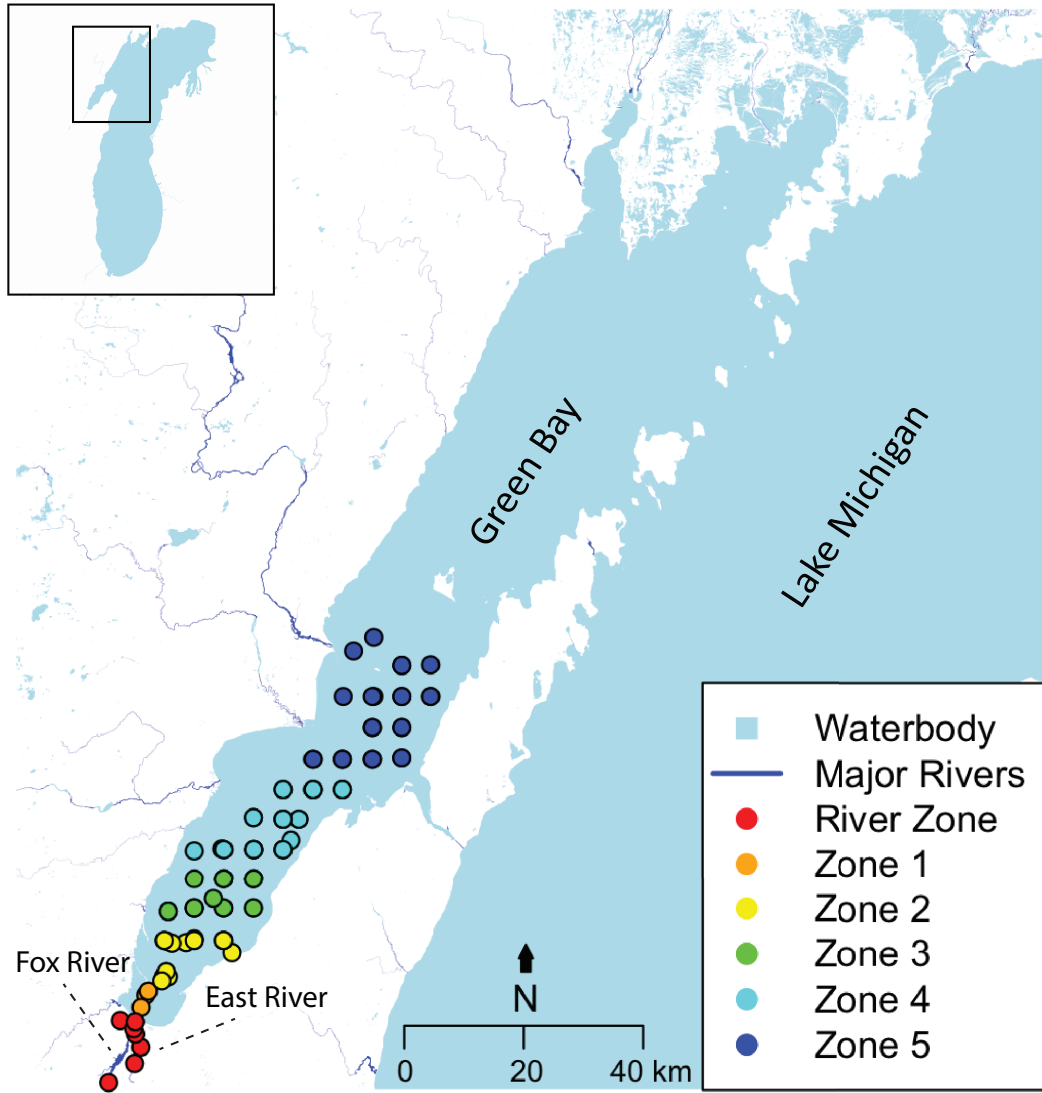 Green Bay
Lake Michigan
Fox River
East River
N
0 20 40 km
Waterbody
Major Rivers
River Zone
Zone 1
Zone 2
Zone 3
Zone 4
Zone 5